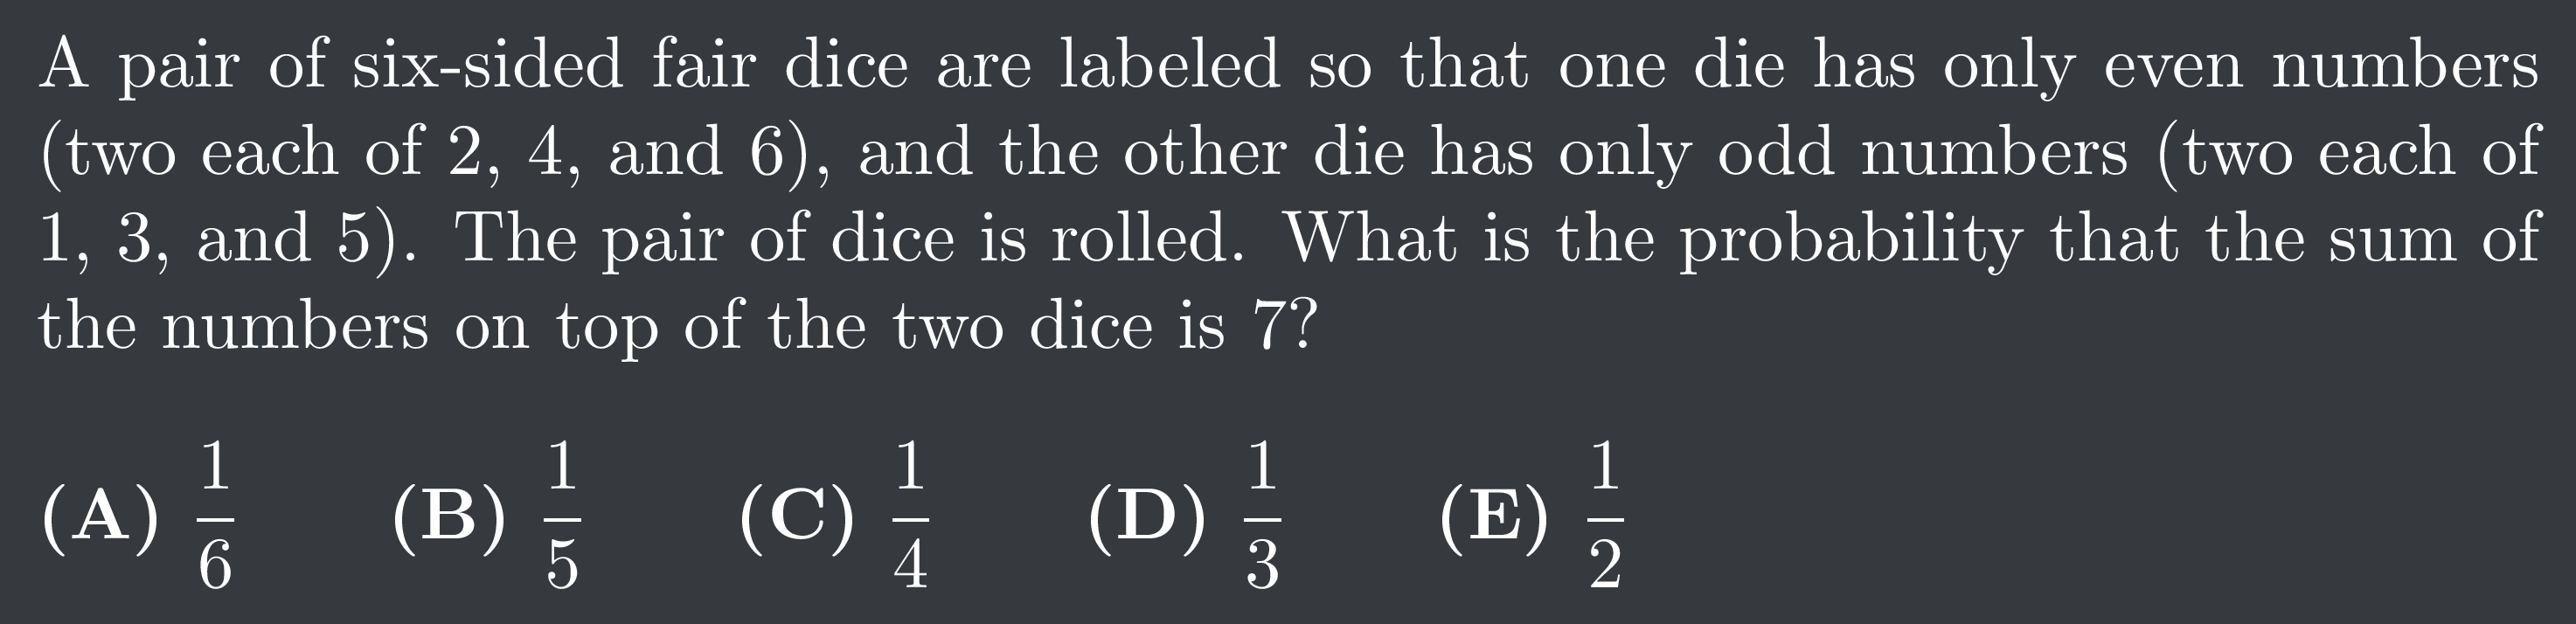 A pair of six-sided fair dice are labeled so that one die has only even numbers
(two each of 2, 4, and 6), and the other die has only odd numbers (two each of
1, 3, and 5). The pair of dice is rolled. What is the probability that the sum of
the numbers on top of the two dice is 7?
(A) 1/6 (B) 1/5 (C) 1/4 (D) 1/3 (E) 1/2